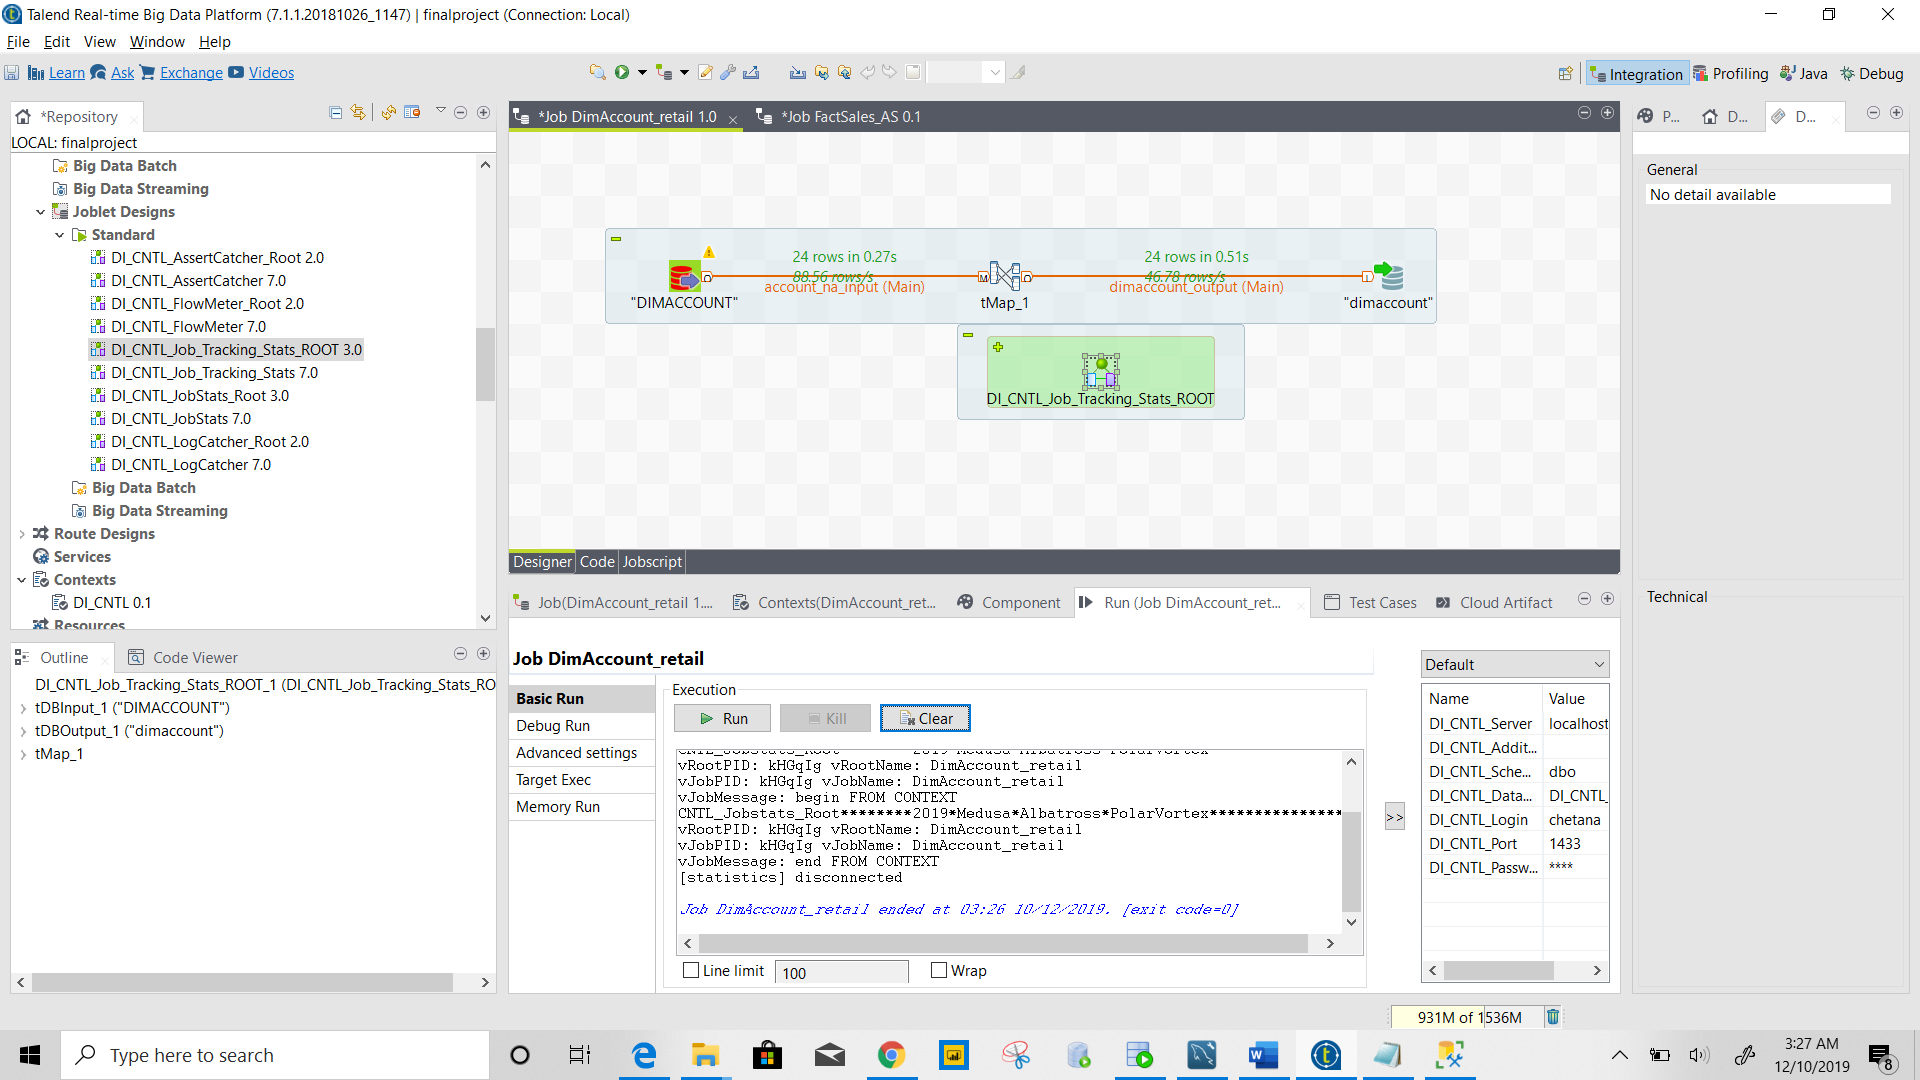 Talend Real-time Big Data Platform (7.1.1.20181026_1147) | finalproject (Connection: Local)
File Edit View Window Help
Learn Ask Exchange Videos
Integration Profiling Java Debug
*Repository
LOCAL: finalproject
Big Data Batch
Big Data Streaming
Joblet Designs
Standard
DI_CNTL_AssertCatcher_Root 2.0
DI_CNTL_AssertCatcher 7.0
DI_CNTL_FlowMeter_Root 2.0
DI_CNTL_FlowMeter 7.0
DI_CNTL_Job_Tracking_Stats_ROOT 3.0
DI_CNTL_Job_Tracking_Stats 7.0
DI_CNTL_JobStats_Root 3.0
DI_CNTL_JobStats 7.0
DI_CNTL_LogCatcher_Root 2.0
DI_CNTL_LogCatcher 7.0
Big Data Batch
Big Data Streaming
Route Designs
Services
Contexts
DI_CNTL 0.1
Resources
Outline Code Viewer
DI_CNTL_Job_Tracking_Stats_ROOT_1 (DI_CNTL_Job_Tracking_Stats_RO
tDBInput_1 ("DIMACCOUNT")
tDBOutput_1 ("dimaccount")
tMap_1
*Job DimAccount_retail 1.0 *Job FactSales_AS 0.1
24 rows in 0.27s
88.56 rows/s
account_na_input (Main)
24 rows in 0.51s
46.78 rows/s
dimaccount_output (Main)
"DIMACCOUNT" tMap_1 "dimaccount"
DI_CNTL_Job_Tracking_Stats_ROOT
Designer Code Jobscript
Job(DimAccount_retail 1.... Contexts(DimAccount_ret... Component Run (Job DimAccount_ret... Test Cases Cloud Artifact
Job DimAccount_retail
Basic Run
Debug Run
Advanced settings
Target Exec
Memory Run
Execution
Run Kill Clear
CNTL_Jobstats_Root 2019 Medusa Albatross PolarVortex
vRootPID: kHGqIg vRootName: DimAccount_retail
vJobPID: kHGqIg vJobName: DimAccount_retail
vJobMessage: begin FROM CONTEXT
CNTL_Jobstats_Root********2019*Medusa*Albatross*PolarVortex***************
vRootPID: kHGqIg vRootName: DimAccount_retail
vJobPID: kHGqIg vJobName: DimAccount_retail
vJobMessage: end FROM CONTEXT
[statistics] disconnected
Job DimAccount_retail ended at 03:26 10/12/2019. [exit code=0]
Line limit 100 Wrap
>>
Default
Name Value
DI_CNTL_Server localhost
DI_CNTL_Addit...
DI_CNTL_Sche... dbo
DI_CNTL_Data... DI_CNTL_
DI_CNTL_Login chetana
DI_CNTL_Port 1433
DI_CNTL_Passw... ****
P... D... D...
General
No detail available
Technical
931M of 1536M
Type here to search
3:27 AM
12/10/2019
8